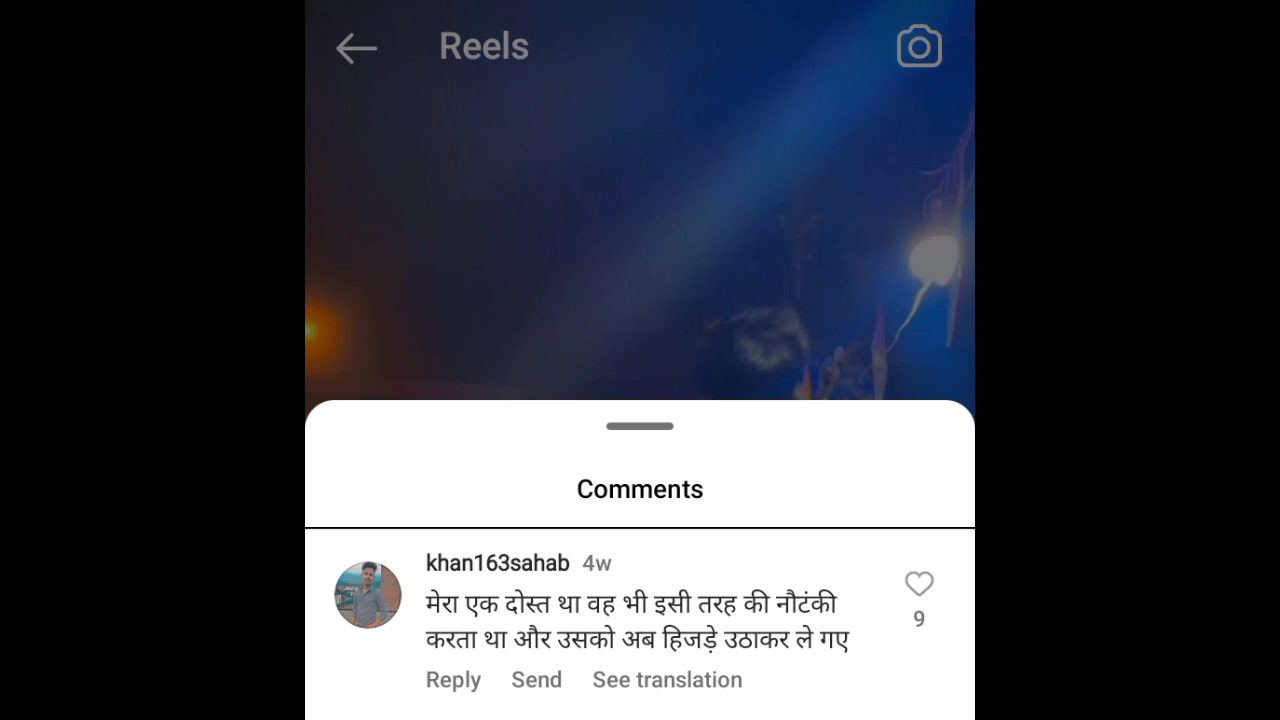 Reels
Comments
khan163sahab 4w
मेरा एक दोस्त था वह भी इसी तरह की नौटंकी
करता था और उसको अब हिजड़े उठाकर ले गए
9
Reply Send See translation